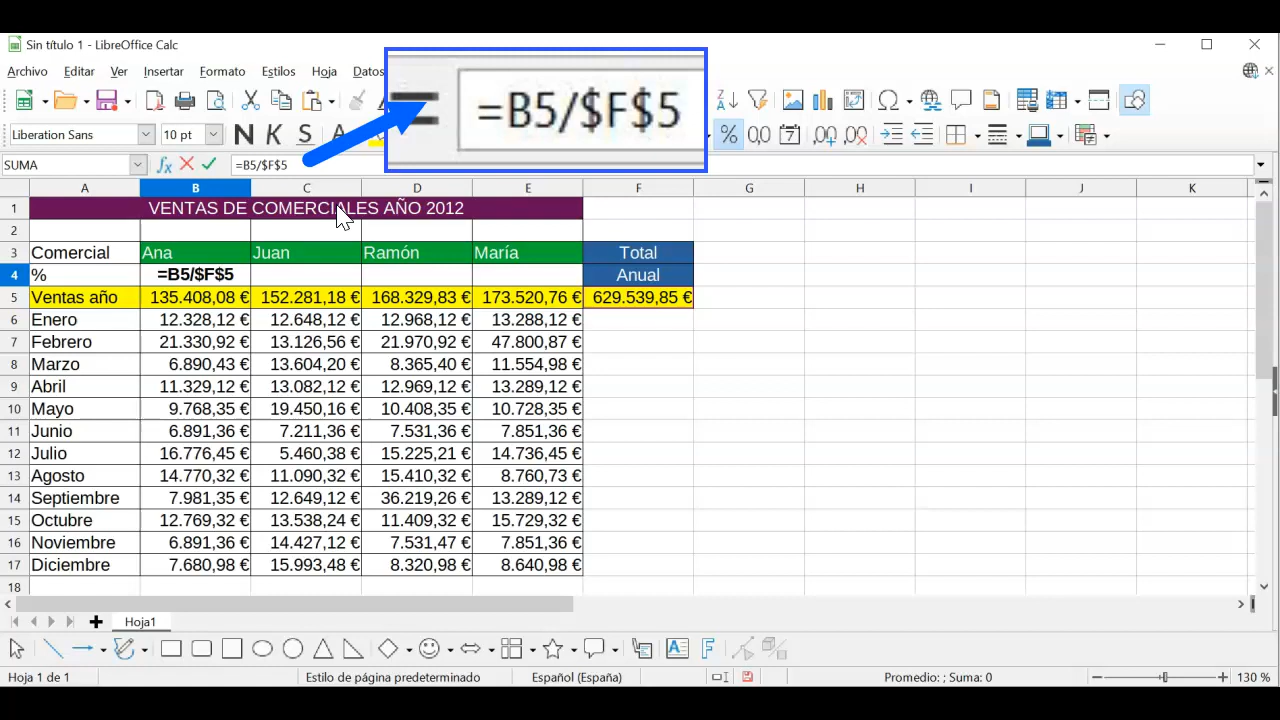 Sin título 1 - LibreOffice Calc
Archivo Editar Ver Insertar Formato Estilos Hoja Datos
=B5/$F$5
Liberation Sans 10 pt N K S A % 0,0 7
SUMA =B5/$F$5
A B C D E F G H I J K
1 VENTAS DE COMERCIALES AÑO 2012
2
3 Comercial Ana Juan Ramón María Total
4 % =B5/$F$5 Anual
5 Ventas año 135.408,08 € 152.281,18 € 168.329,83 € 173.520,76 € 629.539,85 €
6 Enero 12.328,12 € 12.648,12 € 12.968,12 € 13.288,12 €
7 Febrero 21.330,92 € 13.126,56 € 21.970,92 € 47.800,87 €
8 Marzo 6.890,43 € 13.604,20 € 8.365,40 € 11.554,98 €
9 Abril 11.329,12 € 13.082,12 € 12.969,12 € 13.289,12 €
10 Mayo 9.768,35 € 19.450,16 € 10.408,35 € 10.728,35 €
11 Junio 6.891,36 € 7.211,36 € 7.531,36 € 7.851,36 €
12 Julio 16.776,45 € 5.460,38 € 15.225,21 € 14.736,45 €
13 Agosto 14.770,32 € 11.090,32 € 15.410,32 € 8.760,73 €
14 Septiembre 7.981,35 € 12.649,12 € 36.219,26 € 13.289,12 €
15 Octubre 12.769,32 € 13.538,24 € 11.409,32 € 15.729,32 €
16 Noviembre 6.891,36 € 14.427,12 € 7.531,47 € 7.851,36 €
17 Diciembre 7.680,98 € 15.993,48 € 8.320,98 € 8.640,98 €
18
Hoja1
Hoja 1 de 1 Estilo de página predeterminado Español (España) Promedio: ; Suma: 0 130 %